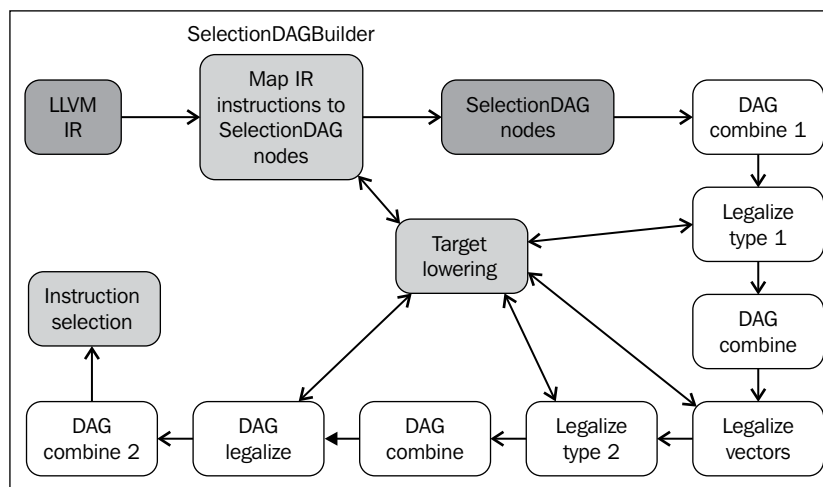 SelectionDAGBuilder
LLVM
IR
Map IR
instructions to
SelectionDAG
nodes
SelectionDAG
nodes
DAG
combine 1
Legalize
type 1
Target
lowering
Instruction
selection
DAG
combine
DAG
combine 2
DAG
legalize
DAG
combine
Legalize
type 2
Legalize
vectors